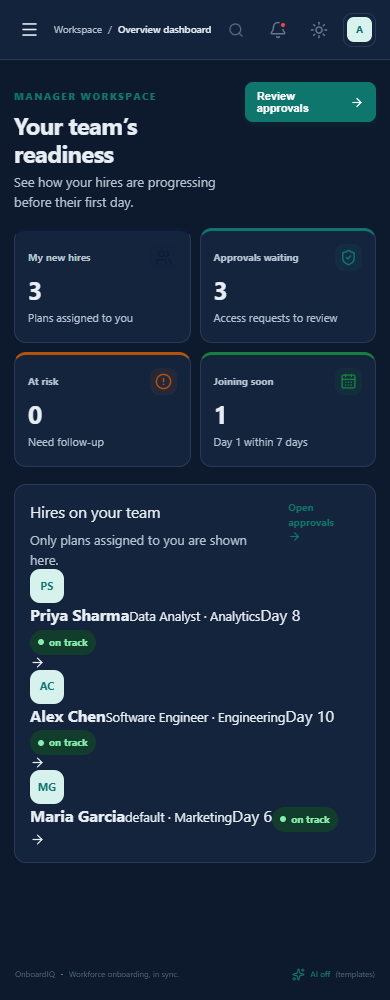 Workspace / Overview dashboard
A
MANAGER WORKSPACE
Review approvals →
Your team's
readiness
See how your hires are progressing
before their first day.
My new hires
3
Plans assigned to you
Approvals waiting
3
Access requests to review
At risk
0
Need follow-up
Joining soon
1
Day 1 within 7 days
Hires on your team
Open
approvals
→
Only plans assigned to you are shown
here.
PS
Priya SharmaData Analyst · AnalyticsDay 8
on track
→
AC
Alex ChenSoftware Engineer · EngineeringDay 10
on track
→
MG
Maria Garciadefault · MarketingDay 6 on track
→
OnboardIQ · Workforce onboarding, in sync.
AI off (templates)